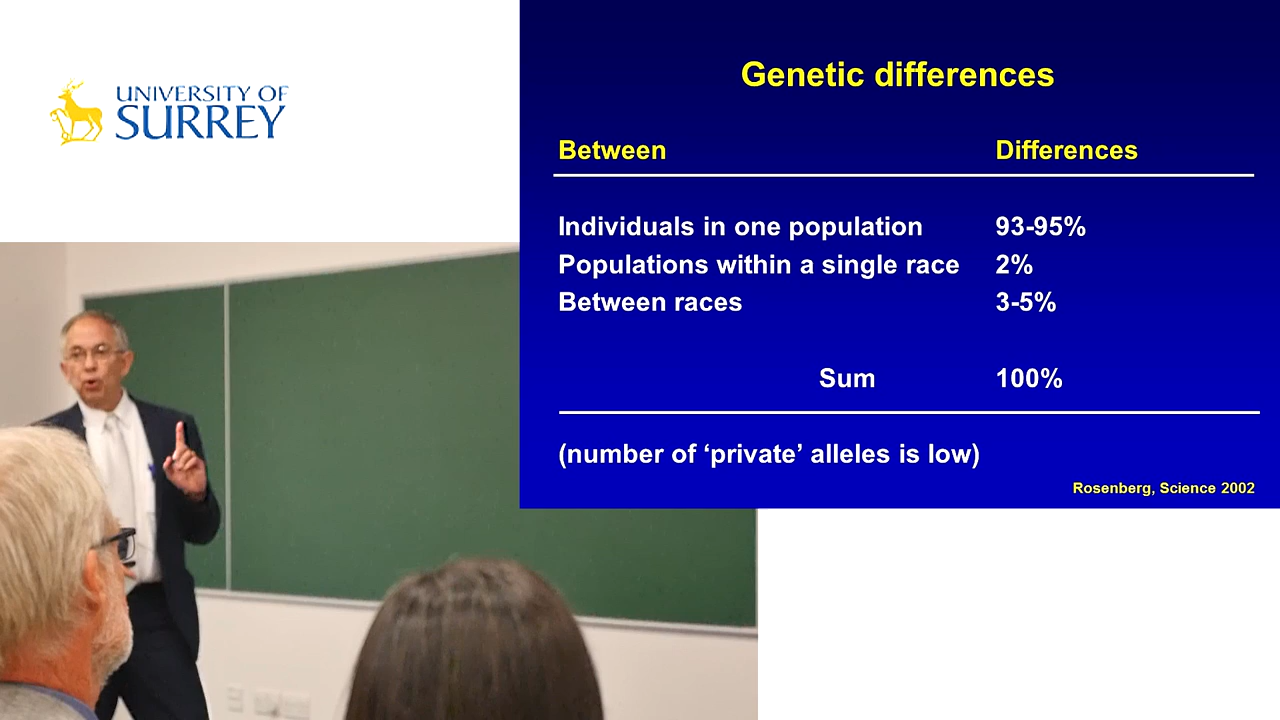 UNIVERSITY OF
SURREY
Genetic differences
Between Differences
Individuals in one population 93-95%
Populations within a single race 2%
Between races 3-5%
Sum 100%
(number of ‘private’ alleles is low)
Rosenberg, Science 2002